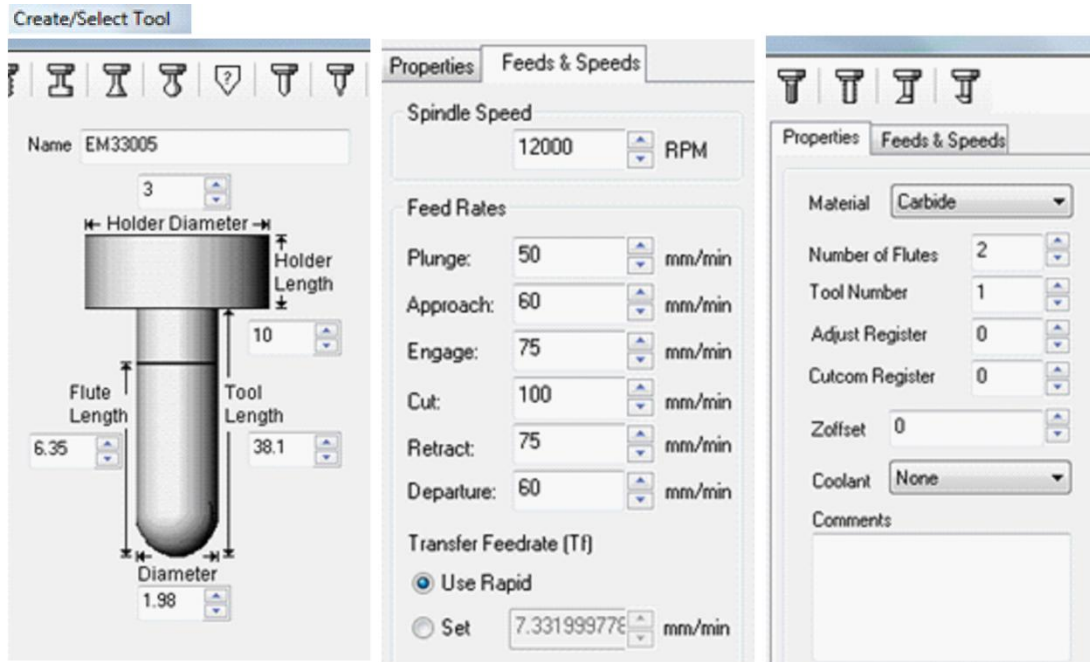 Create/Select Tool
?
Name EM33005
3
Holder Diameter
Holder
Length
10
Flute
Length
Tool
Length
6.35
38.1
Diameter
1.98
Properties Feeds & Speeds
Spindle Speed
12000 RPM
Feed Rates
Plunge: 50 mm/min
Approach: 60 mm/min
Engage: 75 mm/min
Cut: 100 mm/min
Retract: 75 mm/min
Departure: 60 mm/min
Transfer Feedrate (Tf)
Use Rapid
Set 7.331999778 mm/min
Properties Feeds & Speeds
Material Carbide
Number of Flutes 2
Tool Number 1
Adjust Register 0
Cutcom Register 0
Zoffset 0
Coolant None
Comments